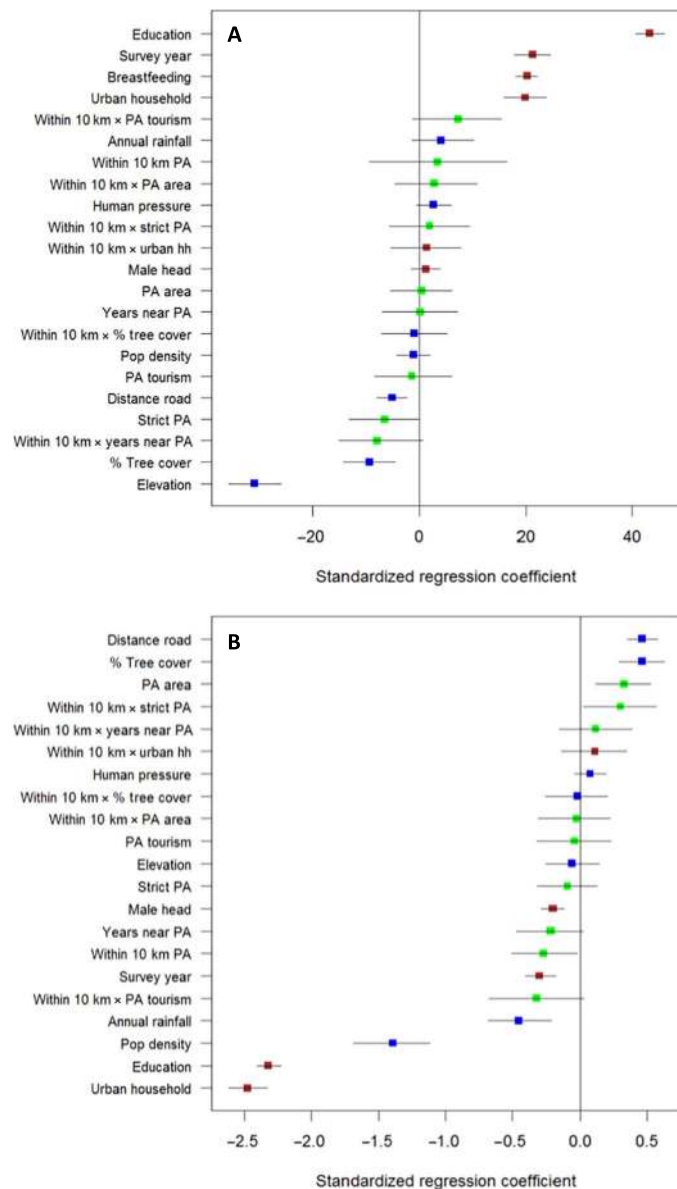 A
Education
Survey year
Breastfeeding
Urban household
Within 10 km × PA tourism
Annual rainfall
Within 10 km PA
Within 10 km × PA area
Human pressure
Within 10 km × strict PA
Within 10 km × urban hh
Male head
PA area
Years near PA
Within 10 km × % tree cover
Pop density
PA tourism
Distance road
Strict PA
Within 10 km × years near PA
% Tree cover
Elevation
−20 0 20 40
Standardized regression coefficient
B
Distance road
% Tree cover
PA area
Within 10 km × strict PA
Within 10 km × years near PA
Within 10 km × urban hh
Human pressure
Within 10 km × % tree cover
Within 10 km × PA area
PA tourism
Elevation
Strict PA
Male head
Years near PA
Within 10 km PA
Survey year
Within 10 km × PA tourism
Annual rainfall
Pop density
Education
Urban household
−2.5 −2.0 −1.5 −1.0 −0.5 0.0 0.5
Standardized regression coefficient